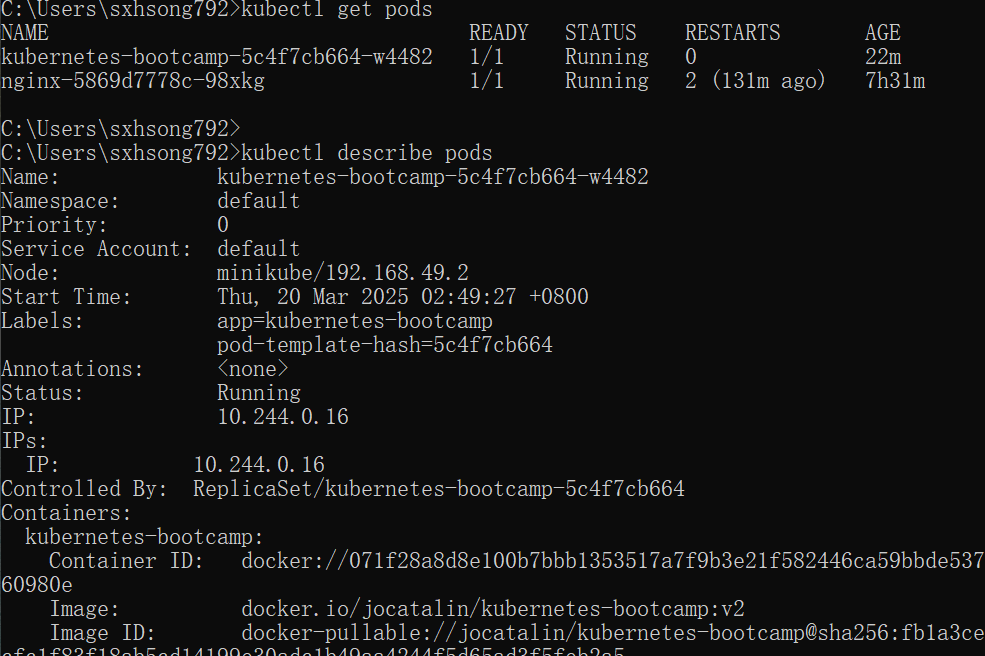 C:\Users\sxhsong792>kubectl get pods
NAME READY STATUS RESTARTS AGE
kubernetes-bootcamp-5c4f7cb664-w4482 1/1 Running 0 22m
nginx-5869d7778c-98xkg 1/1 Running 2 (131m ago) 7h31m
C:\Users\sxhsong792>
C:\Users\sxhsong792>kubectl describe pods
Name: kubernetes-bootcamp-5c4f7cb664-w4482
Namespace: default
Priority: 0
Service Account: default
Node: minikube/192.168.49.2
Start Time: Thu, 20 Mar 2025 02:49:27 +0800
Labels: app=kubernetes-bootcamp
pod-template-hash=5c4f7cb664
Annotations: <none>
Status: Running
IP: 10.244.0.16
IPs:
IP: 10.244.0.16
Controlled By: ReplicaSet/kubernetes-bootcamp-5c4f7cb664
Containers:
kubernetes-bootcamp:
Container ID: docker://071f28a8d8e100b7bbb1353517a7f9b3e21f582446ca59bbde537
60980e
Image: docker.io/jocatalin/kubernetes-bootcamp:v2
Image ID: docker-pullable://jocatalin/kubernetes-bootcamp@sha256:fb1a3ce